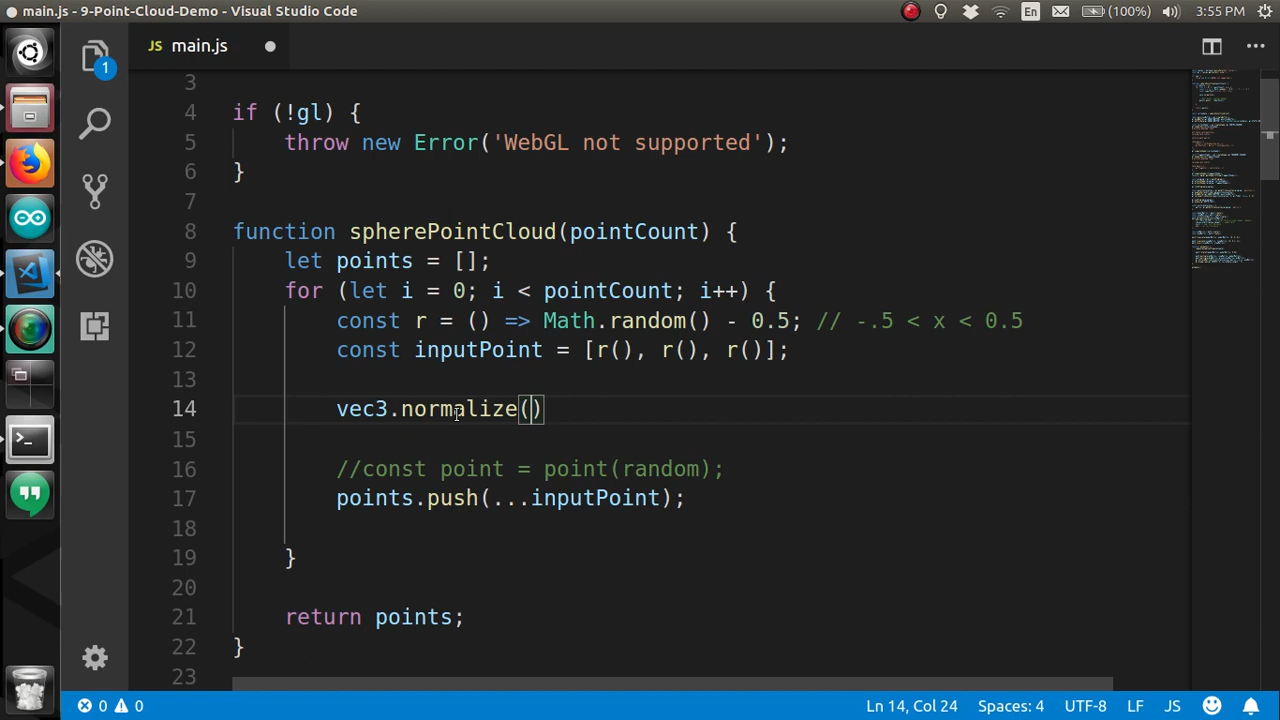 main.js - 9-Point-Cloud-Demo - Visual Studio Code
En
(100%)
3:55 PM
1
JS main.js
3
4 if (!gl) {
5 throw new Error('WebGL not supported');
6 }
7
8 function spherePointCloud(pointCount) {
9 let points = [];
10 for (let i = 0; i < pointCount; i++) {
11 const r = () => Math.random() - 0.5; // -.5 < x < 0.5
12 const inputPoint = [r(), r(), r()];
13
14 vec3.normalize()
15
16 //const point = point(random);
17 points.push(...inputPoint);
18
19 }
20
21 return points;
22 }
23
0 0
Ln 14, Col 24
Spaces: 4
UTF-8
LF
JS